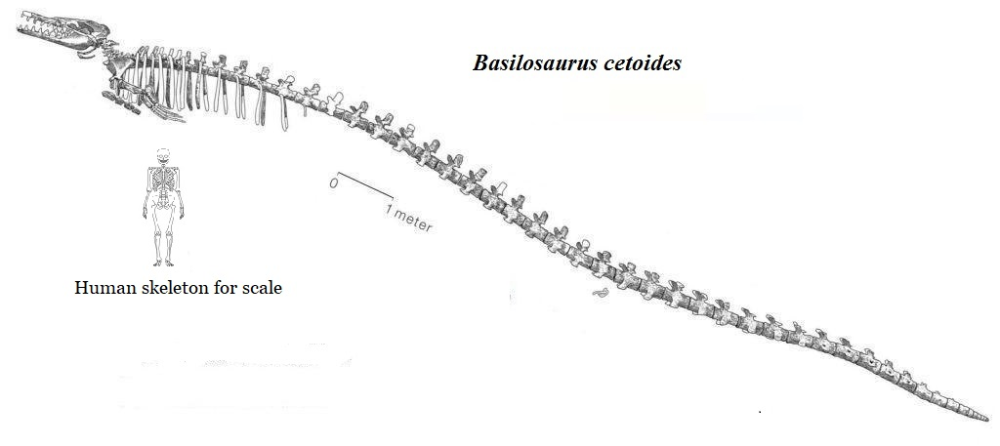 Basilosaurus cetoides
0
1 meter
Human skeleton for scale